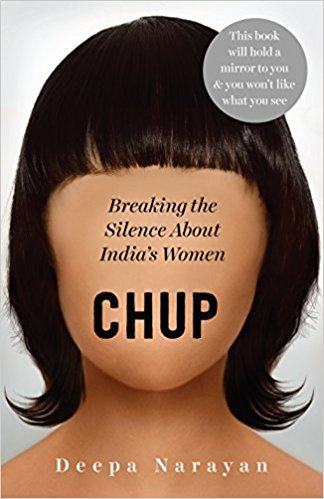 This book
will hold a
mirror to you
& you won't like
what you see
Breaking the
Silence About
India's Women
CHUP
Deepa Narayan